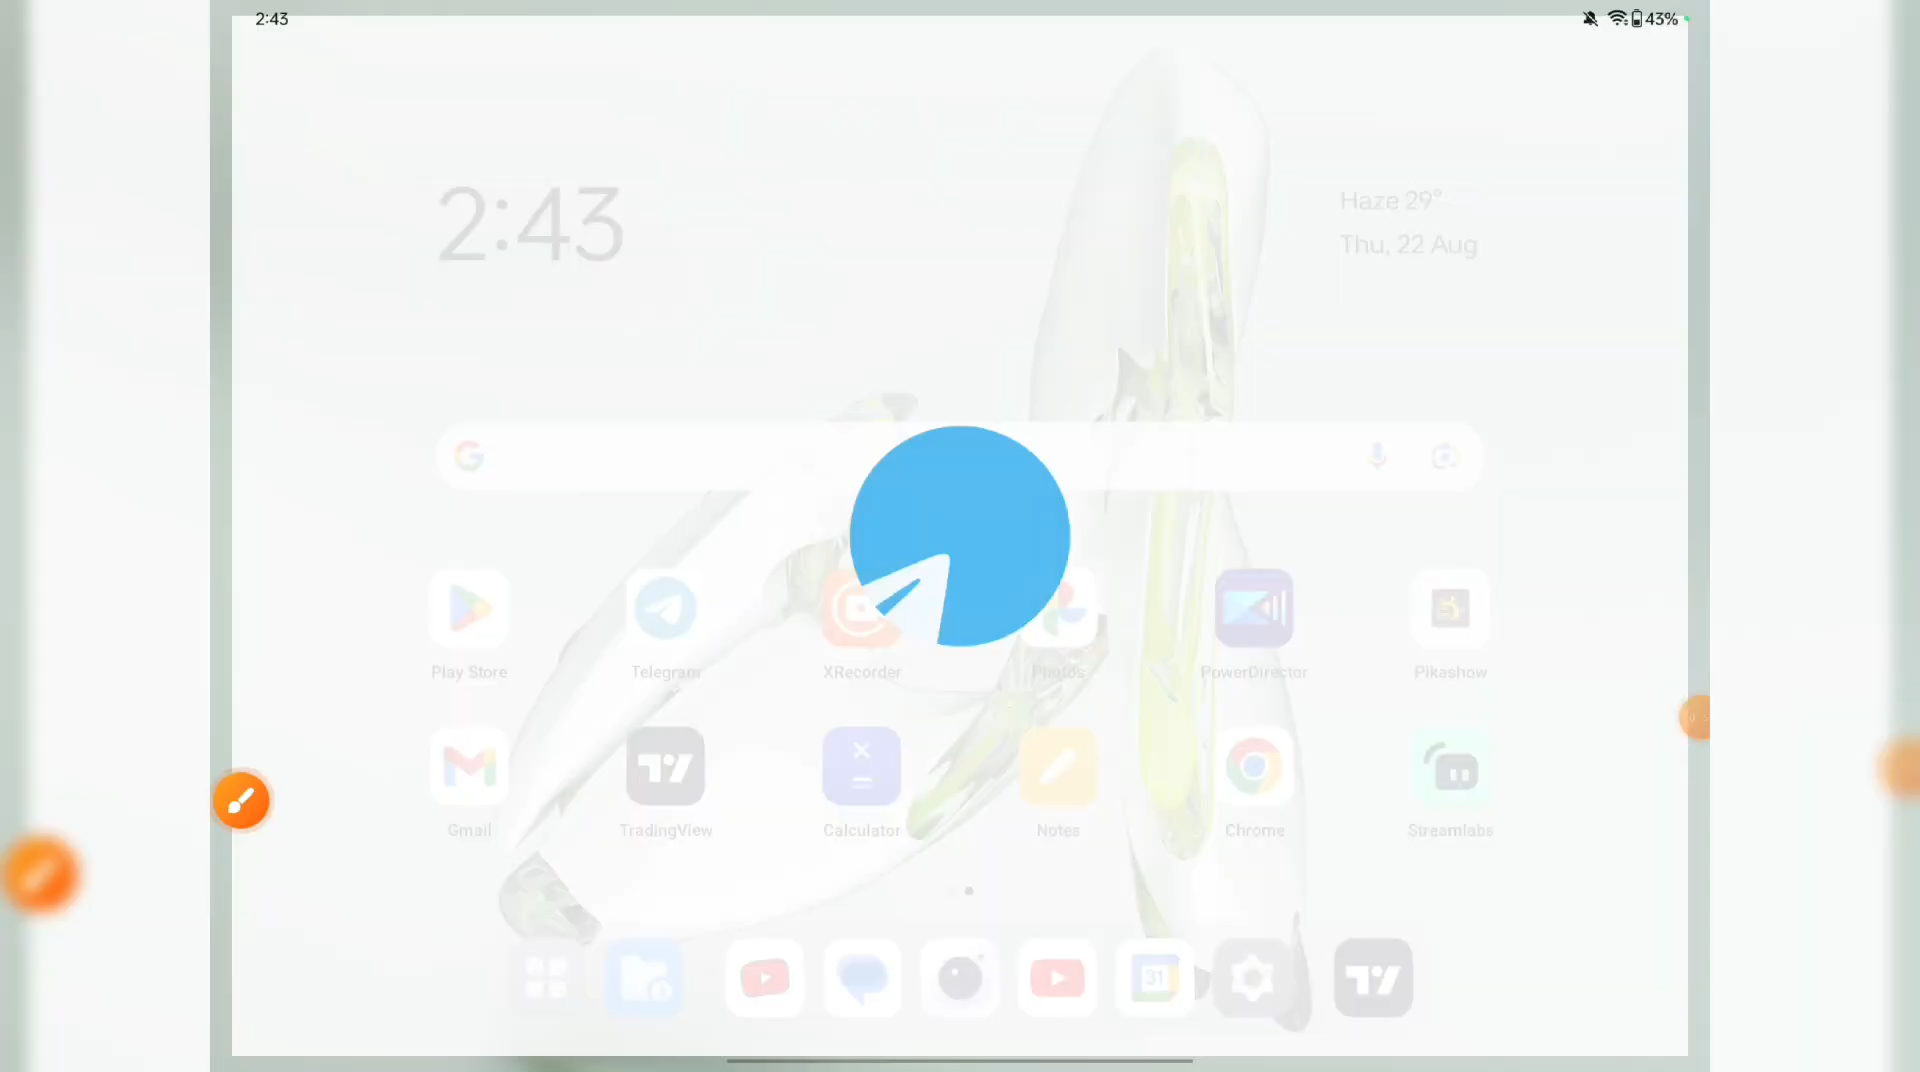 2:43
43%
2:43
Haze 29°
Thu, 22 Aug
Play Store
Telegram
XRecorder
Photos
PowerDirector
Pikashow
Gmail
TradingView
Calculator
Notes
Chrome
Streamlabs
31